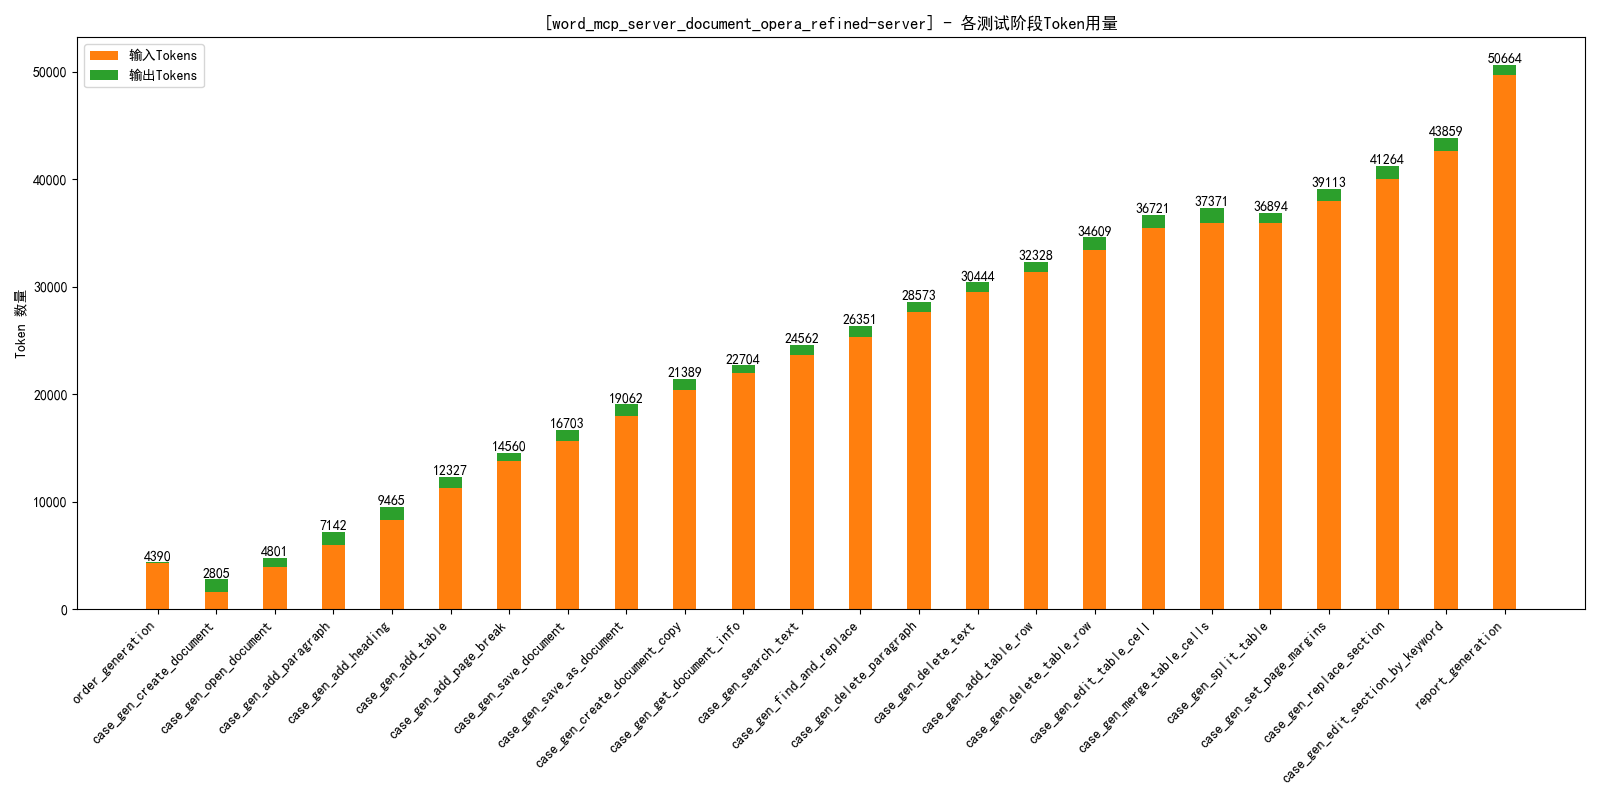 [word_mcp_server_document_opera_refined-server] - 各测试阶段Token用量
输入Tokens
输出Tokens
Token 数量
50000
40000
30000
20000
10000
0
4390
2805
4801
7142
9465
12327
14560
16703
19062
21389
22704
24562
26351
28573
30444
32328
34609
36721
37371
36894
39113
41264
43859
50664
order_generation
case_gen_create_document
case_gen_open_document
case_gen_add_paragraph
case_gen_add_heading
case_gen_add_table
case_gen_add_page_break
case_gen_save_document
case_gen_save_as_document
case_gen_create_document_copy
case_gen_get_document_info
case_gen_search_text
case_gen_find_and_replace
case_gen_delete_paragraph
case_gen_delete_text
case_gen_add_table_row
case_gen_delete_table_row
case_gen_edit_table_cell
case_gen_merge_table_cells
case_gen_split_table
case_gen_set_page_margins
case_gen_replace_section
case_gen_edit_section_by_keyword
report_generation